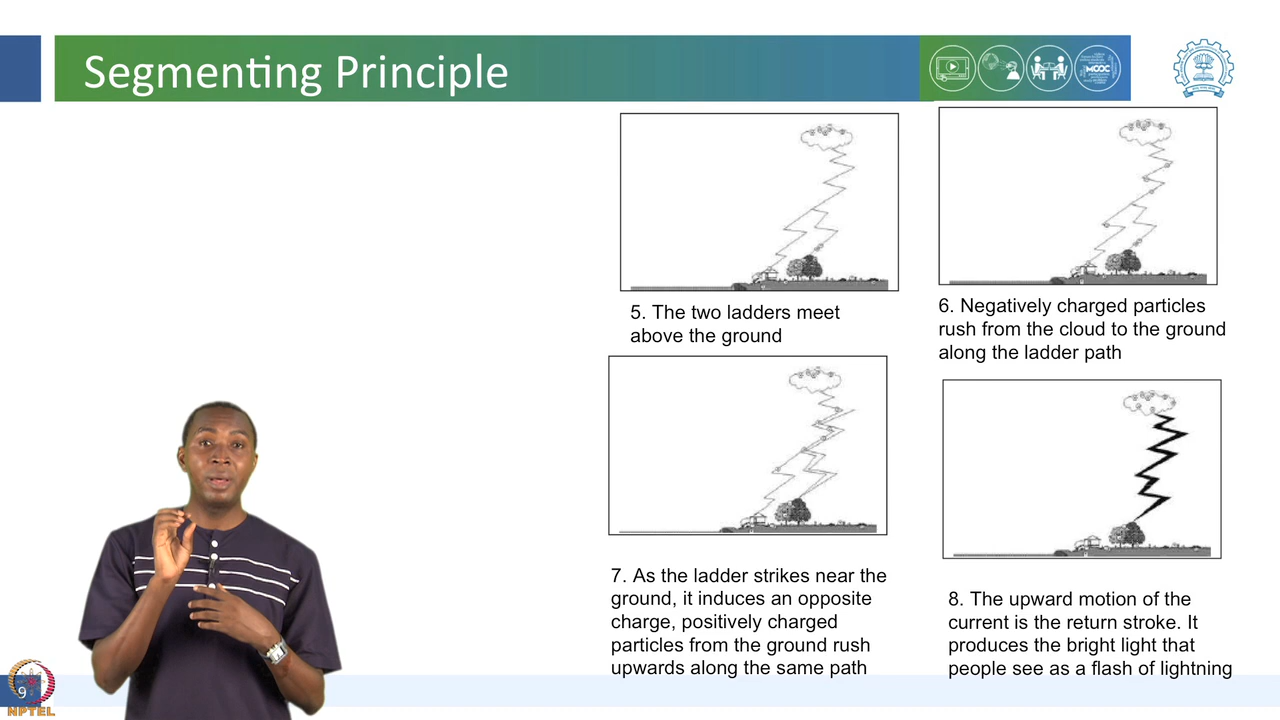 Segmenting Principle
MOOC
5. The two ladders meet
above the ground
6. Negatively charged particles
rush from the cloud to the ground
along the ladder path
7. As the ladder strikes near the
ground, it induces an opposite
charge, positively charged
particles from the ground rush
upwards along the same path
8. The upward motion of the
current is the return stroke. It
produces the bright light that
people see as a flash of lightning
9
NPTEL